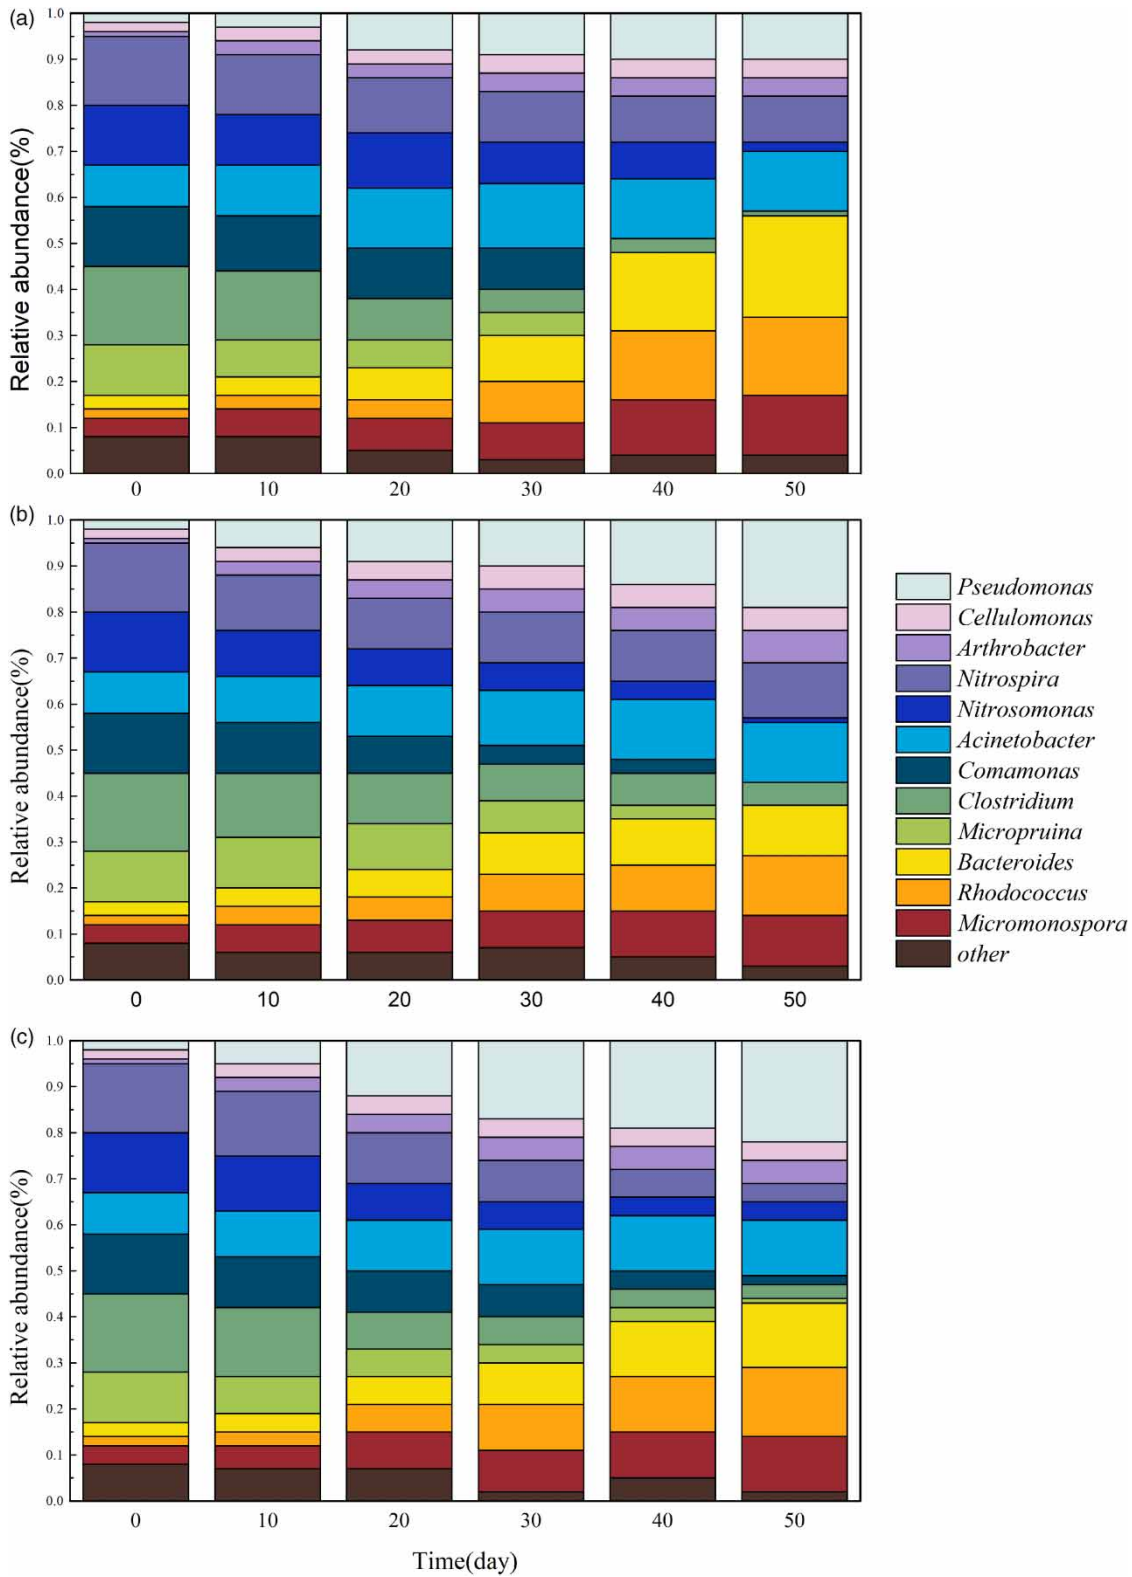 (a)
1.0
0.9
0.8
0.7
0.6
0.5
0.4
0.3
0.2
0.1
0.0
Relative abundance(%)
0 10 20 30 40 50
(b)
1.0
0.9
0.8
0.7
0.6
0.5
0.4
0.3
0.2
0.1
0.0
Relative abundance(%)
0 10 20 30 40 50
Pseudomonas
Cellulomonas
Arthrobacter
Nitrospira
Nitrosomonas
Acinetobacter
Comamonas
Clostridium
Micropruina
Bacteroides
Rhodococcus
Micromonospora
other
(c)
1.0
0.9
0.8
0.7
0.6
0.5
0.4
0.3
0.2
0.1
0.0
Relative abundance(%)
0 10 20 30 40 50
Time(day)